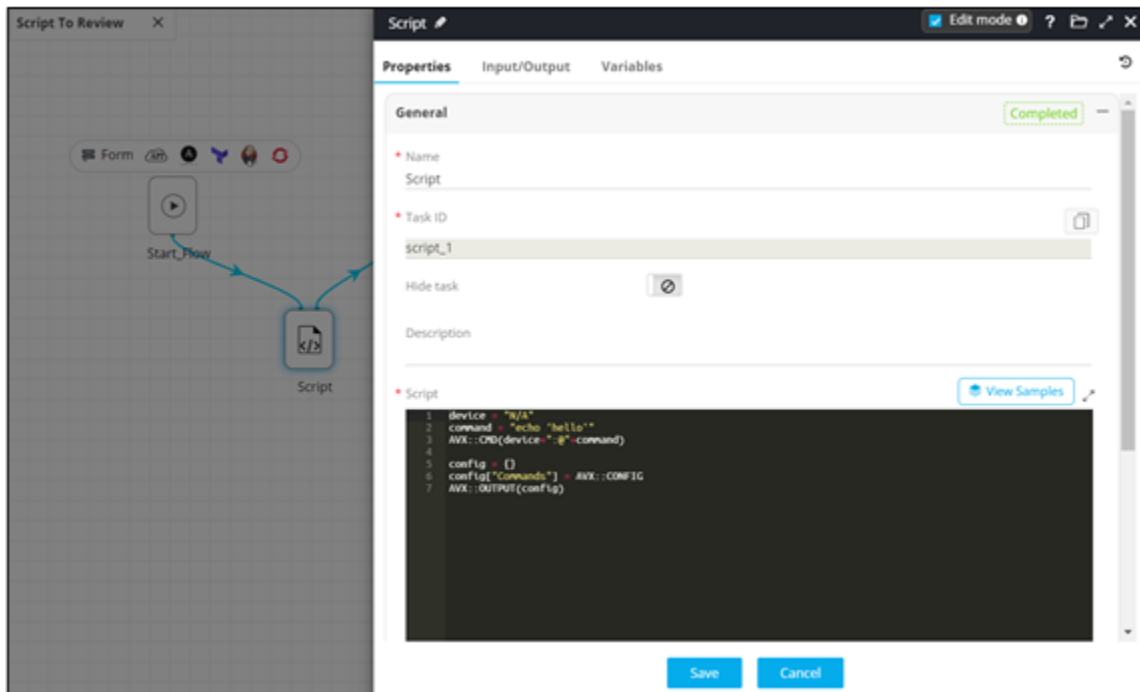 Script To Review
Script
Edit mode
Properties Input/Output Variables
General
Completed
Form
API
Start_Flow
Script
* Name
Script
* Task ID
script_1
Hide task
Description
* Script
View Samples
1 device = "N/A"
2 command = "echo 'hello'"
3 AVX::CMD(device+":@"+command)
4
5 config = {}
6 config["Commands"] = AVX::CONFIG
7 AVX::OUTPUT(config)
Save
Cancel